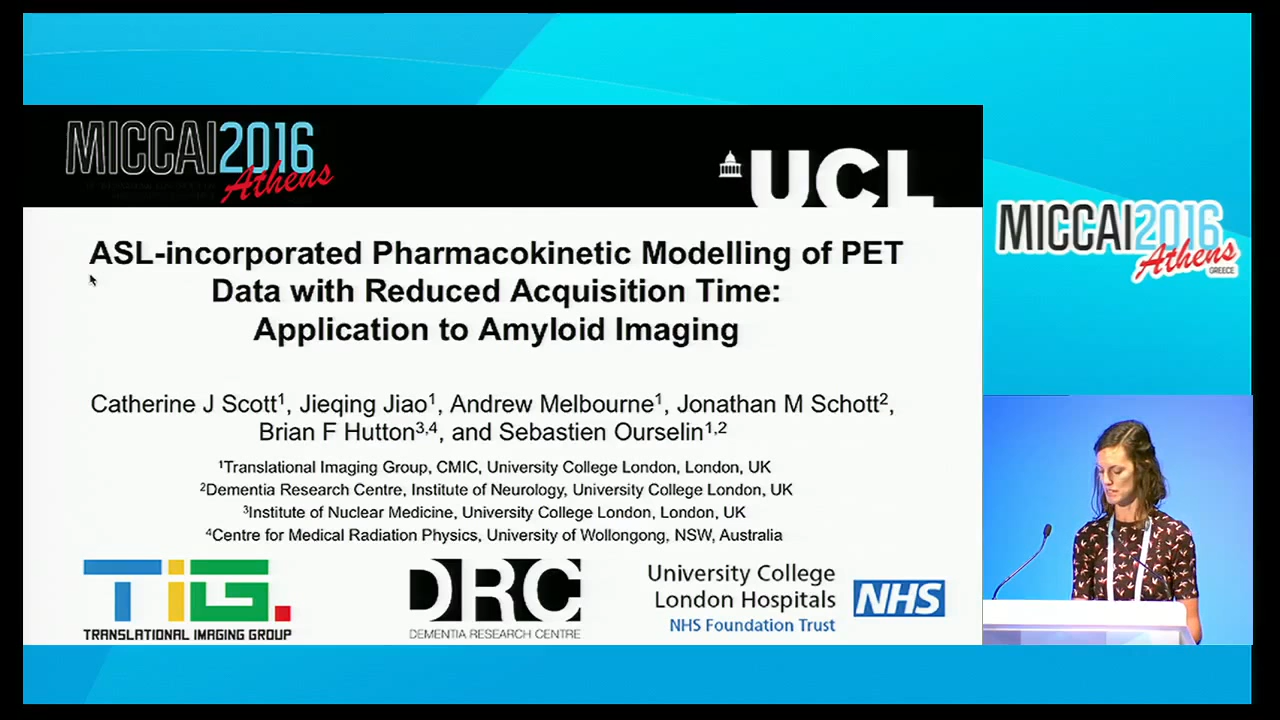 MICCAI2016
Athens
UCL
ASL-incorporated Pharmacokinetic Modelling of PET
Data with Reduced Acquisition Time:
Application to Amyloid Imaging
Catherine J Scott¹, Jieqing Jiao¹, Andrew Melbourne¹, Jonathan M Schott²,
Brian F Hutton³,⁴, and Sebastien Ourselin¹,²
¹Translational Imaging Group, CMIC, University College London, London, UK
²Dementia Research Centre, Institute of Neurology, University College London, UK
³Institute of Nuclear Medicine, University College London, London, UK
⁴Centre for Medical Radiation Physics, University of Wollongong, NSW, Australia
TIG.
TRANSLATIONAL IMAGING GROUP
DRC
DEMENTIA RESEARCH CENTRE
University College
London Hospitals
NHS
NHS Foundation Trust
MICCAI2016
Athens
GREECE